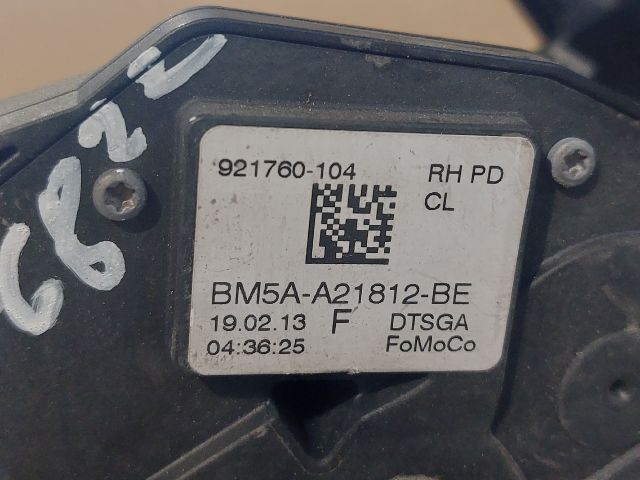 921760-104 RH PD
CL
BM5A-A21812-BE
19.02.13 F DTSGA
04:36:25 FoMoCo